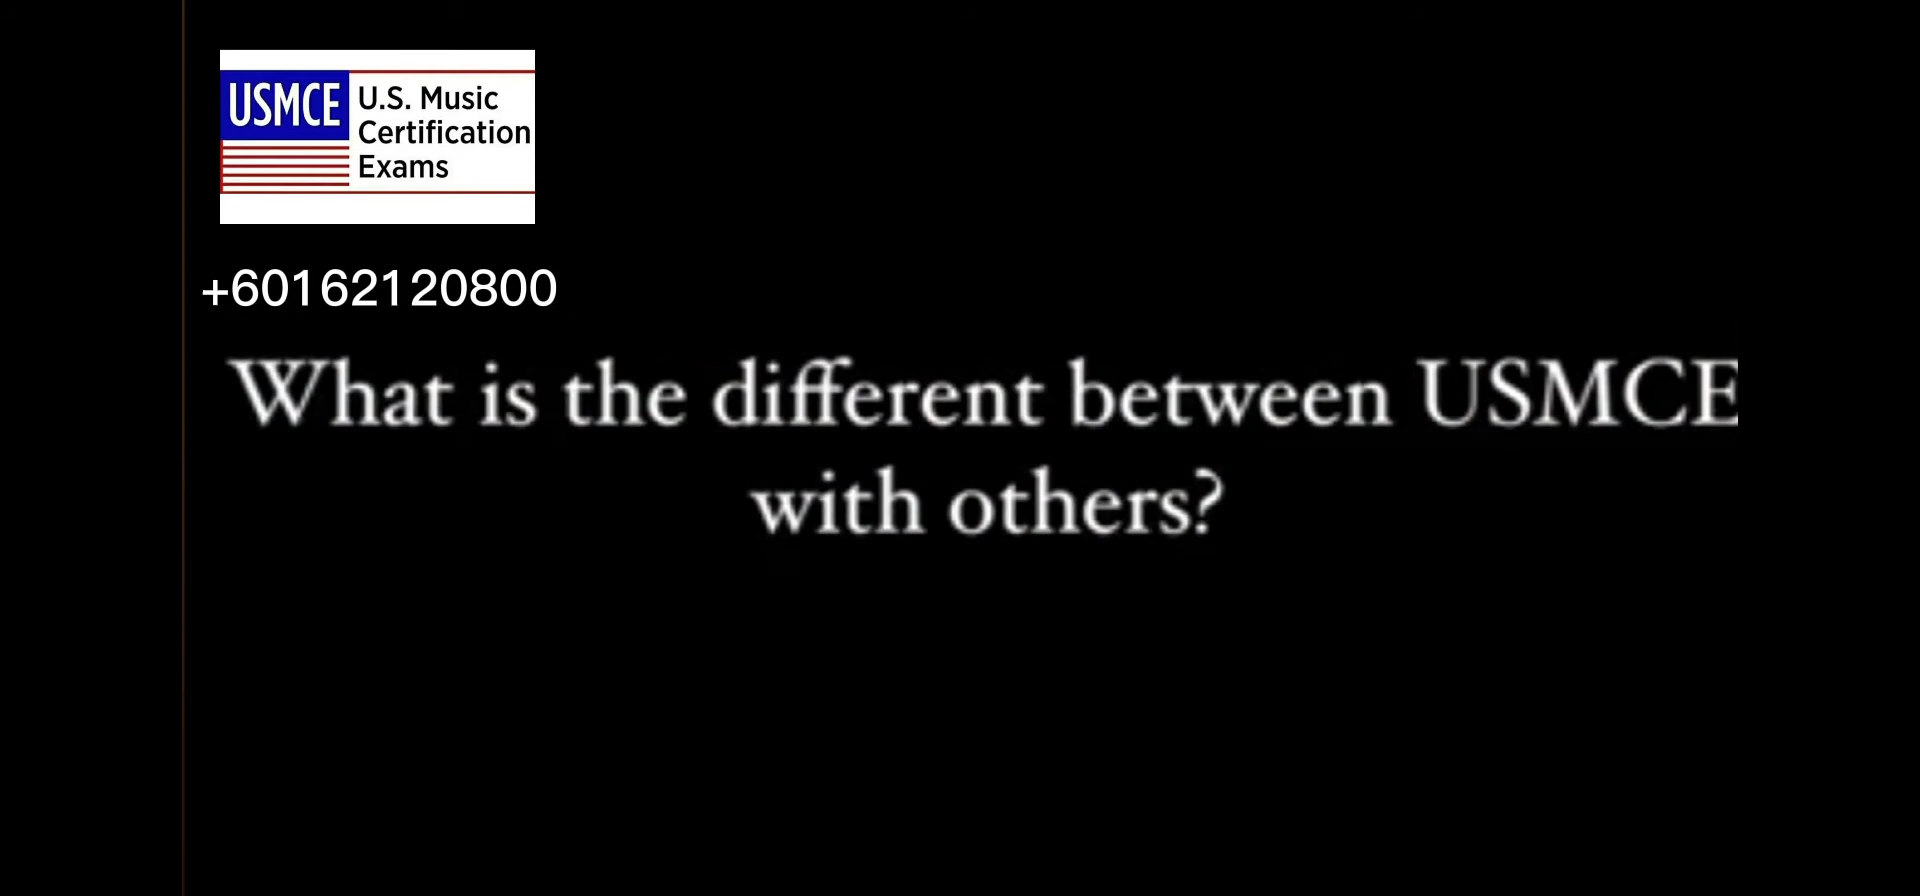 USMCE
U.S. Music
Certification
Exams
+60162120800
What is the different between USMCE
with others?